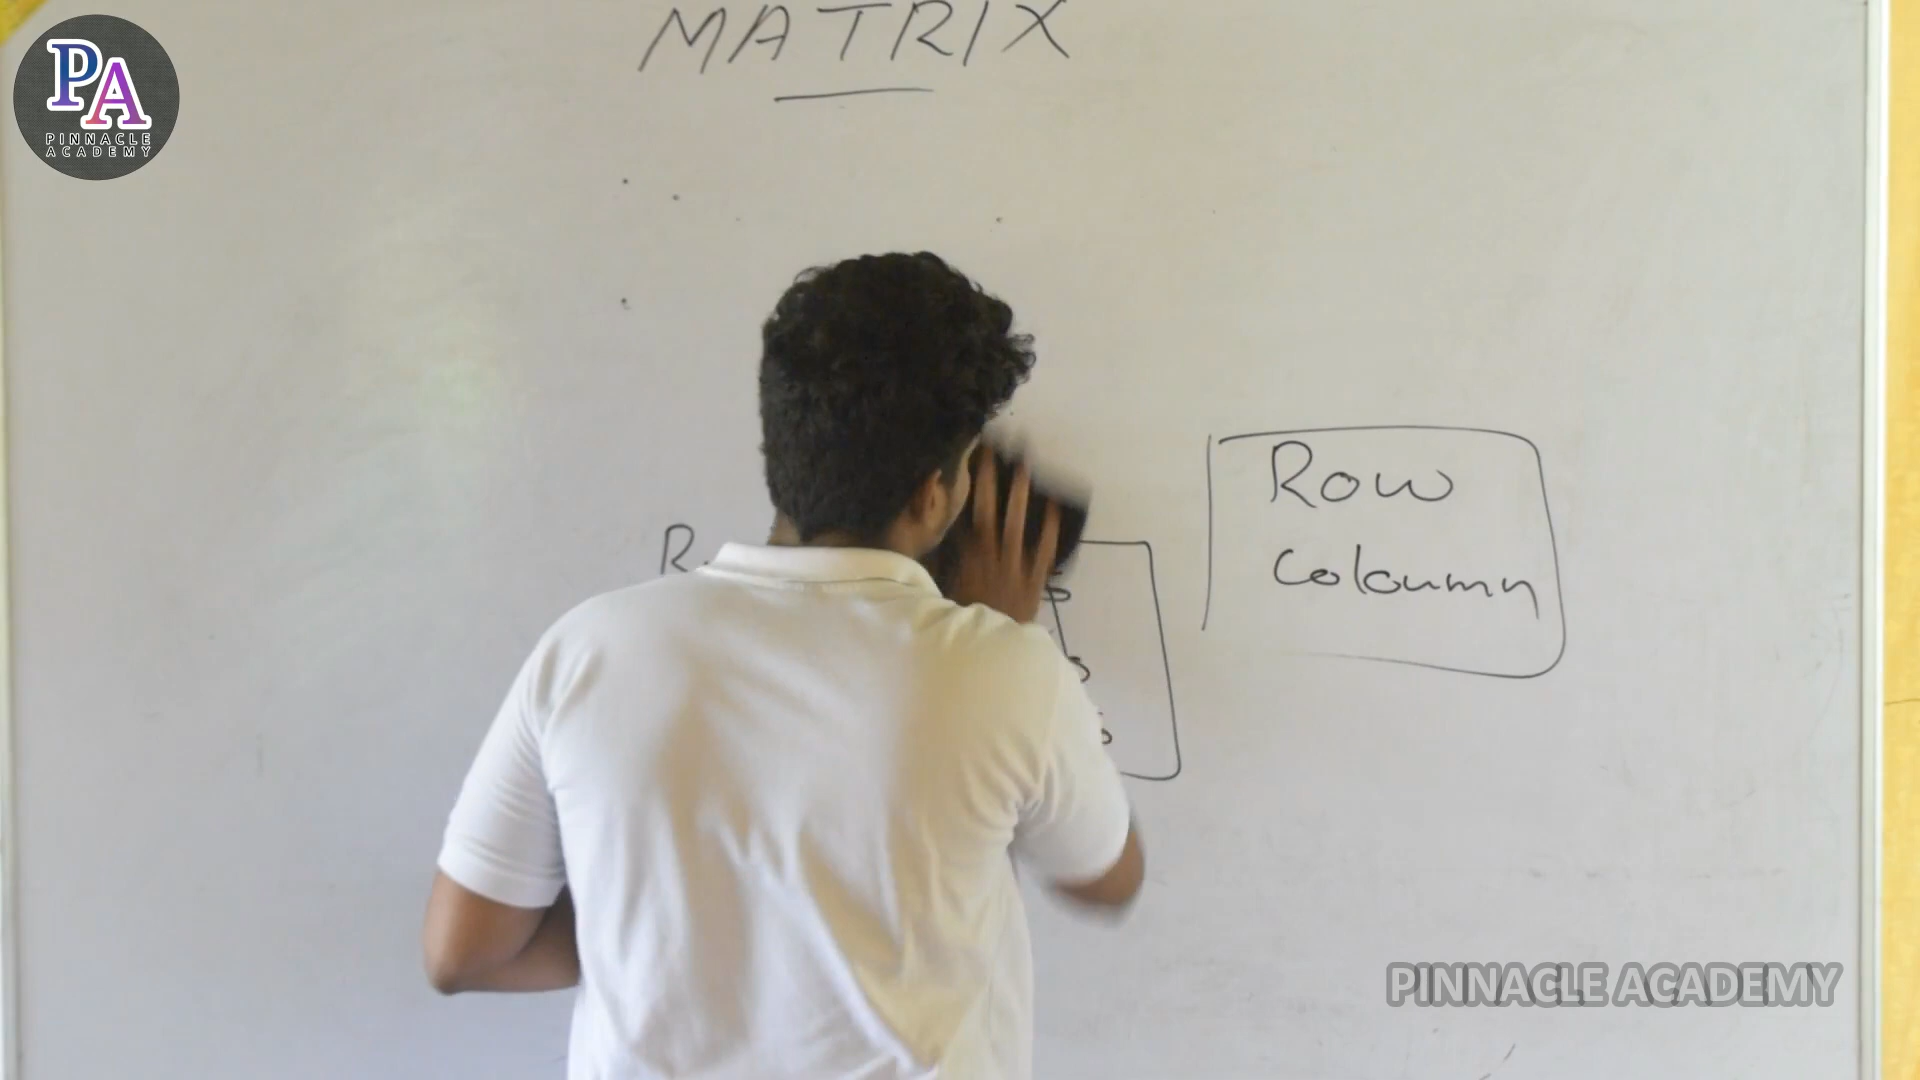 MATRIX
PA
PINNACLE
ACADEMY
Row
Coloumn
R
PINNACLE ACADEMY